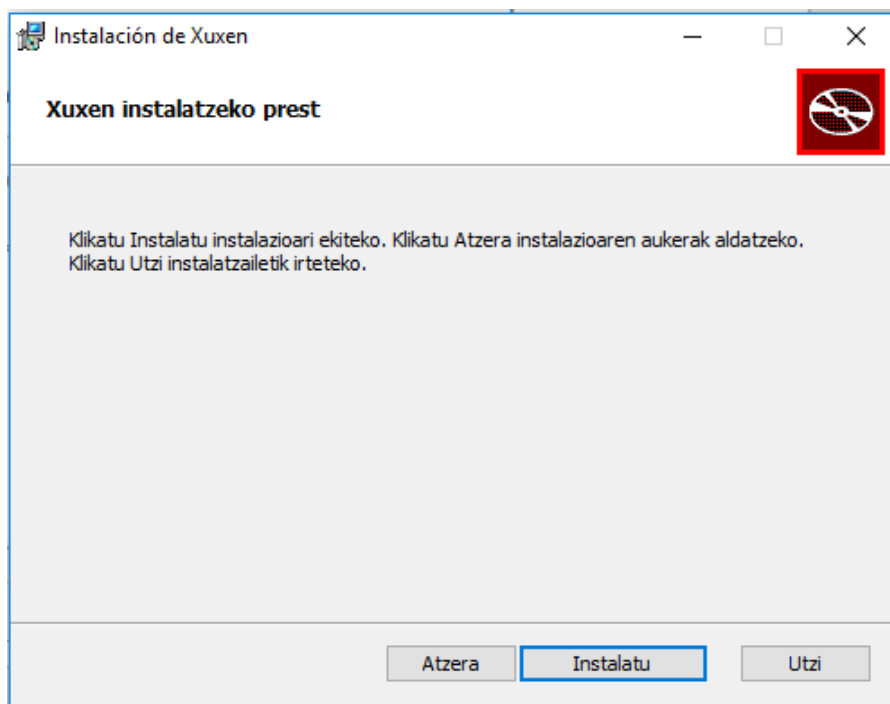 Instalación de Xuxen
Xuxen instalatzeko prest
Klikatu Instalatu instalazioari ekiteko. Klikatu Atzera instalazioaren aukerak aldatzeko.
Klikatu Utzi instalatzailetik irteteko.
Atzera Instalatu Utzi